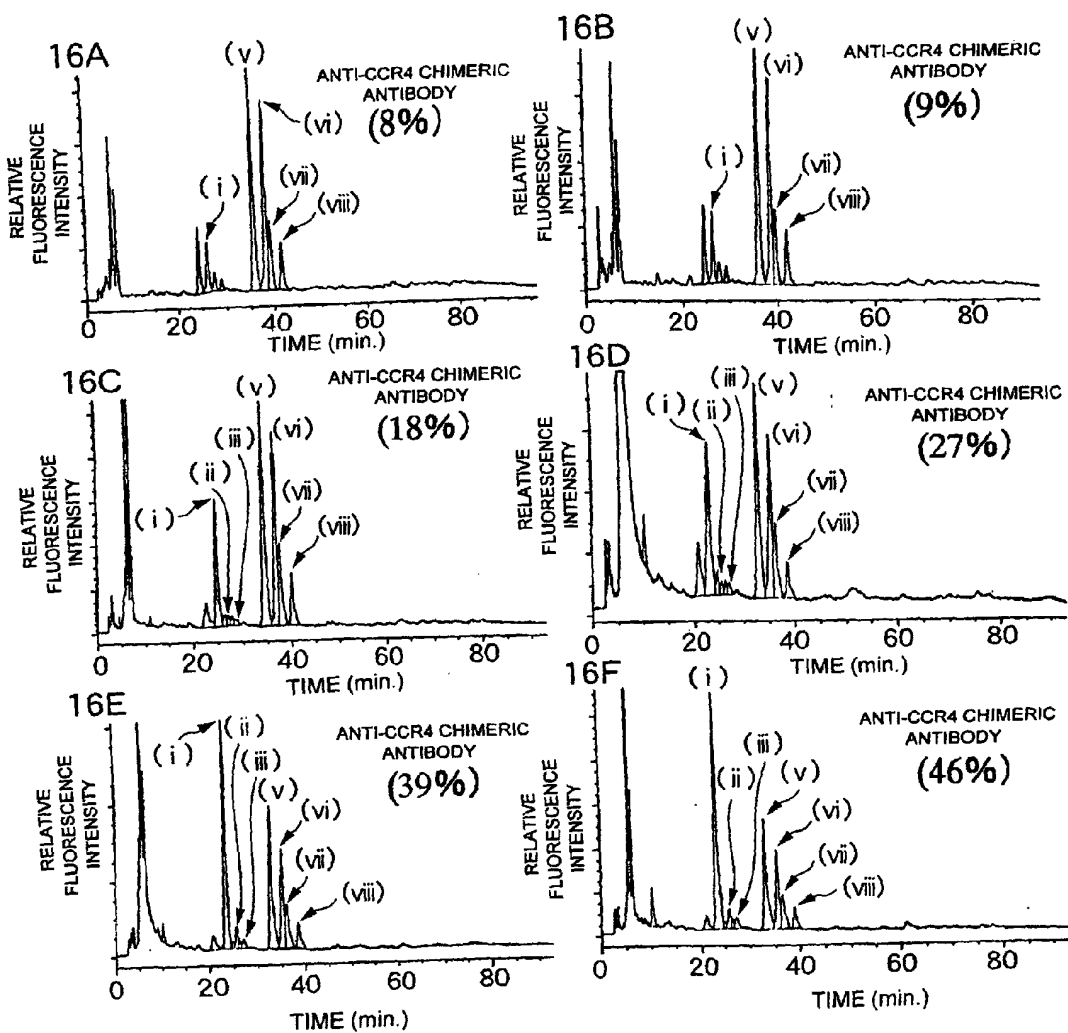 16A
(v)
ANTI-CCR4 CHIMERIC
ANTIBODY
(8%)
(vi)
(i)
(vii)
(viii)
RELATIVE
FLUORESCENCE
INTENSITY
0
20
40
60
80
TIME (min.)
16B
(v)
ANTI-CCR4 CHIMERIC
ANTIBODY
(9%)
(vi)
(i)
(vii)
(viii)
RELATIVE
FLUORESCENCE
INTENSITY
0
20
40
60
80
TIME (min.)
16C
(v)
ANTI-CCR4 CHIMERIC
ANTIBODY
(18%)
(iii)
(vi)
(ii)
(vii)
(i)
(viii)
RELATIVE
FLUORESCENCE
INTENSITY
0
20
40
60
80
TIME (min.)
16D
(iii)
(v)
ANTI-CCR4 CHIMERIC
ANTIBODY
(27%)
(i)
(ii)
(vi)
(vii)
(viii)
RELATIVE
FLUORESCENCE
INTENSITY
0
20
40
60
80
TIME (min.)
16E
(ii)
ANTI-CCR4 CHIMERIC
ANTIBODY
(39%)
(i)
(iii)
(v)
(vi)
(vii)
(viii)
RELATIVE
FLUORESCENCE
INTENSITY
0
20
40
60
80
TIME (min.)
16F
(i)
ANTI-CCR4 CHIMERIC
ANTIBODY
(46%)
(iii)
(ii)
(v)
(vi)
(vii)
(viii)
RELATIVE
FLUORESCENCE
INTENSITY
0
20
40
60
80
TIME (min.)